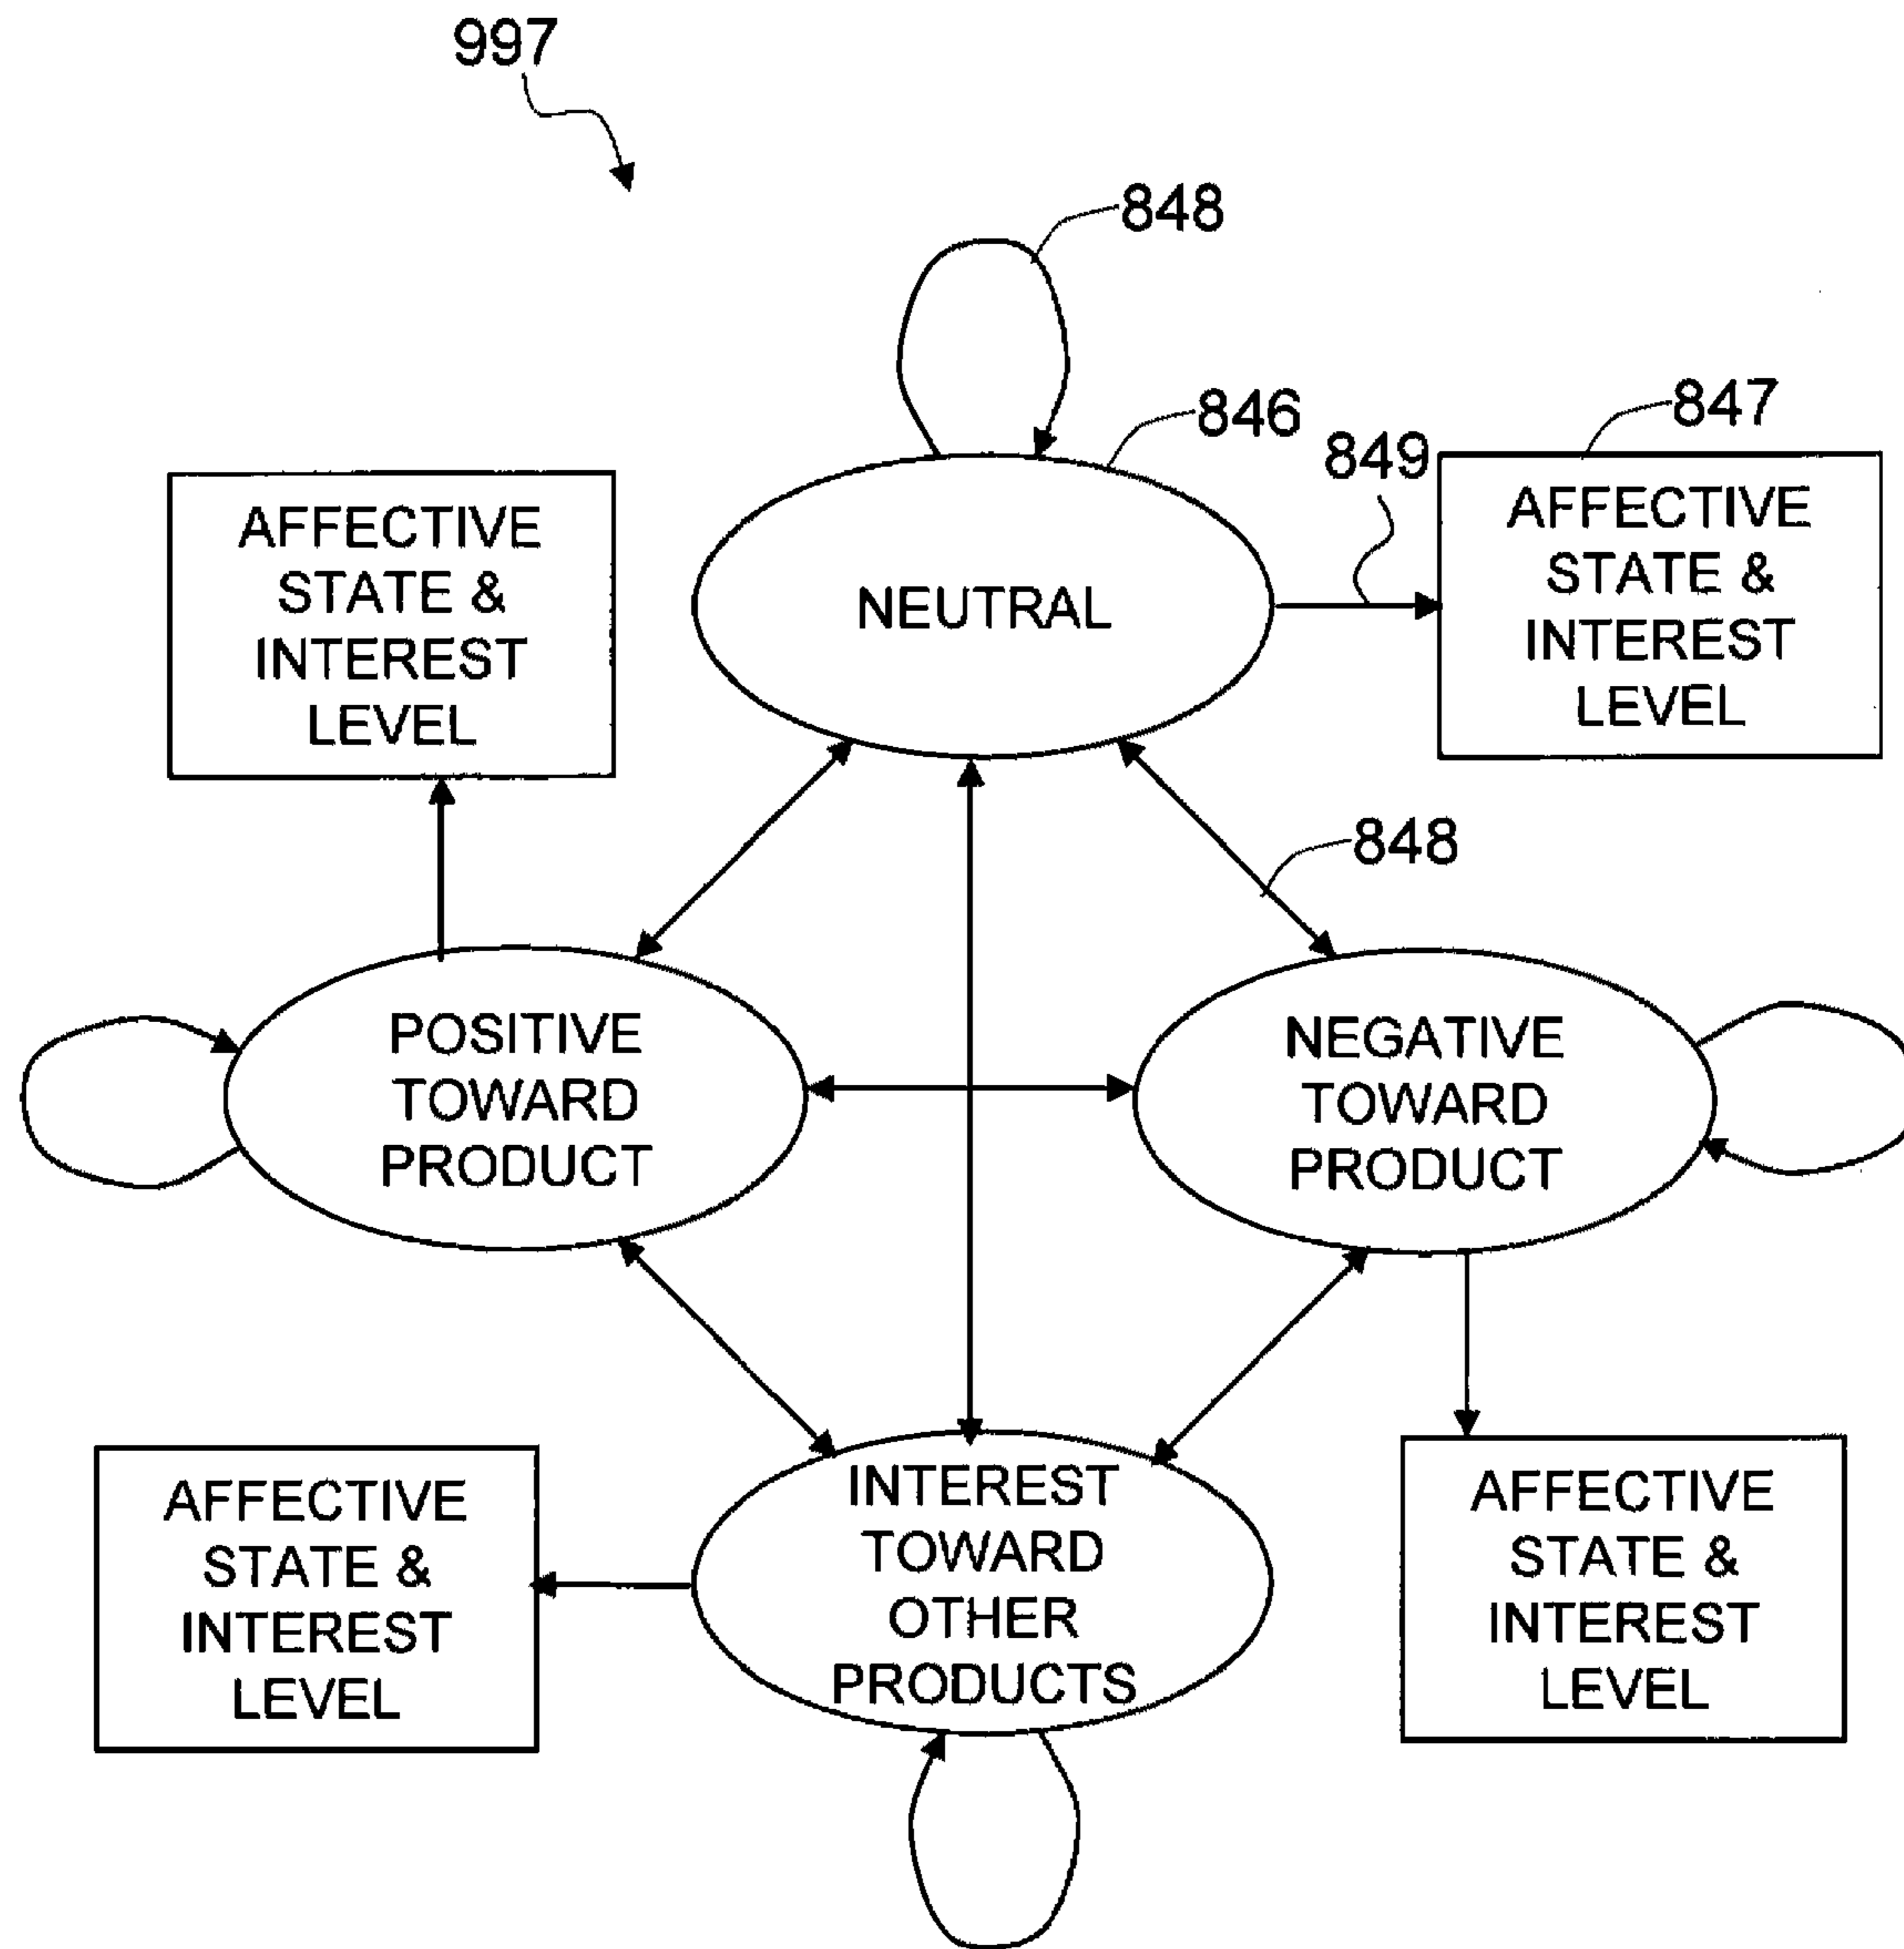 997
848
846
847
849
AFFECTIVE
STATE &
INTEREST
LEVEL
NEUTRAL
AFFECTIVE
STATE &
INTEREST
LEVEL
848
POSITIVE
TOWARD
PRODUCT
NEGATIVE
TOWARD
PRODUCT
AFFECTIVE
STATE &
INTEREST
LEVEL
INTEREST
TOWARD
OTHER
PRODUCTS
AFFECTIVE
STATE &
INTEREST
LEVEL